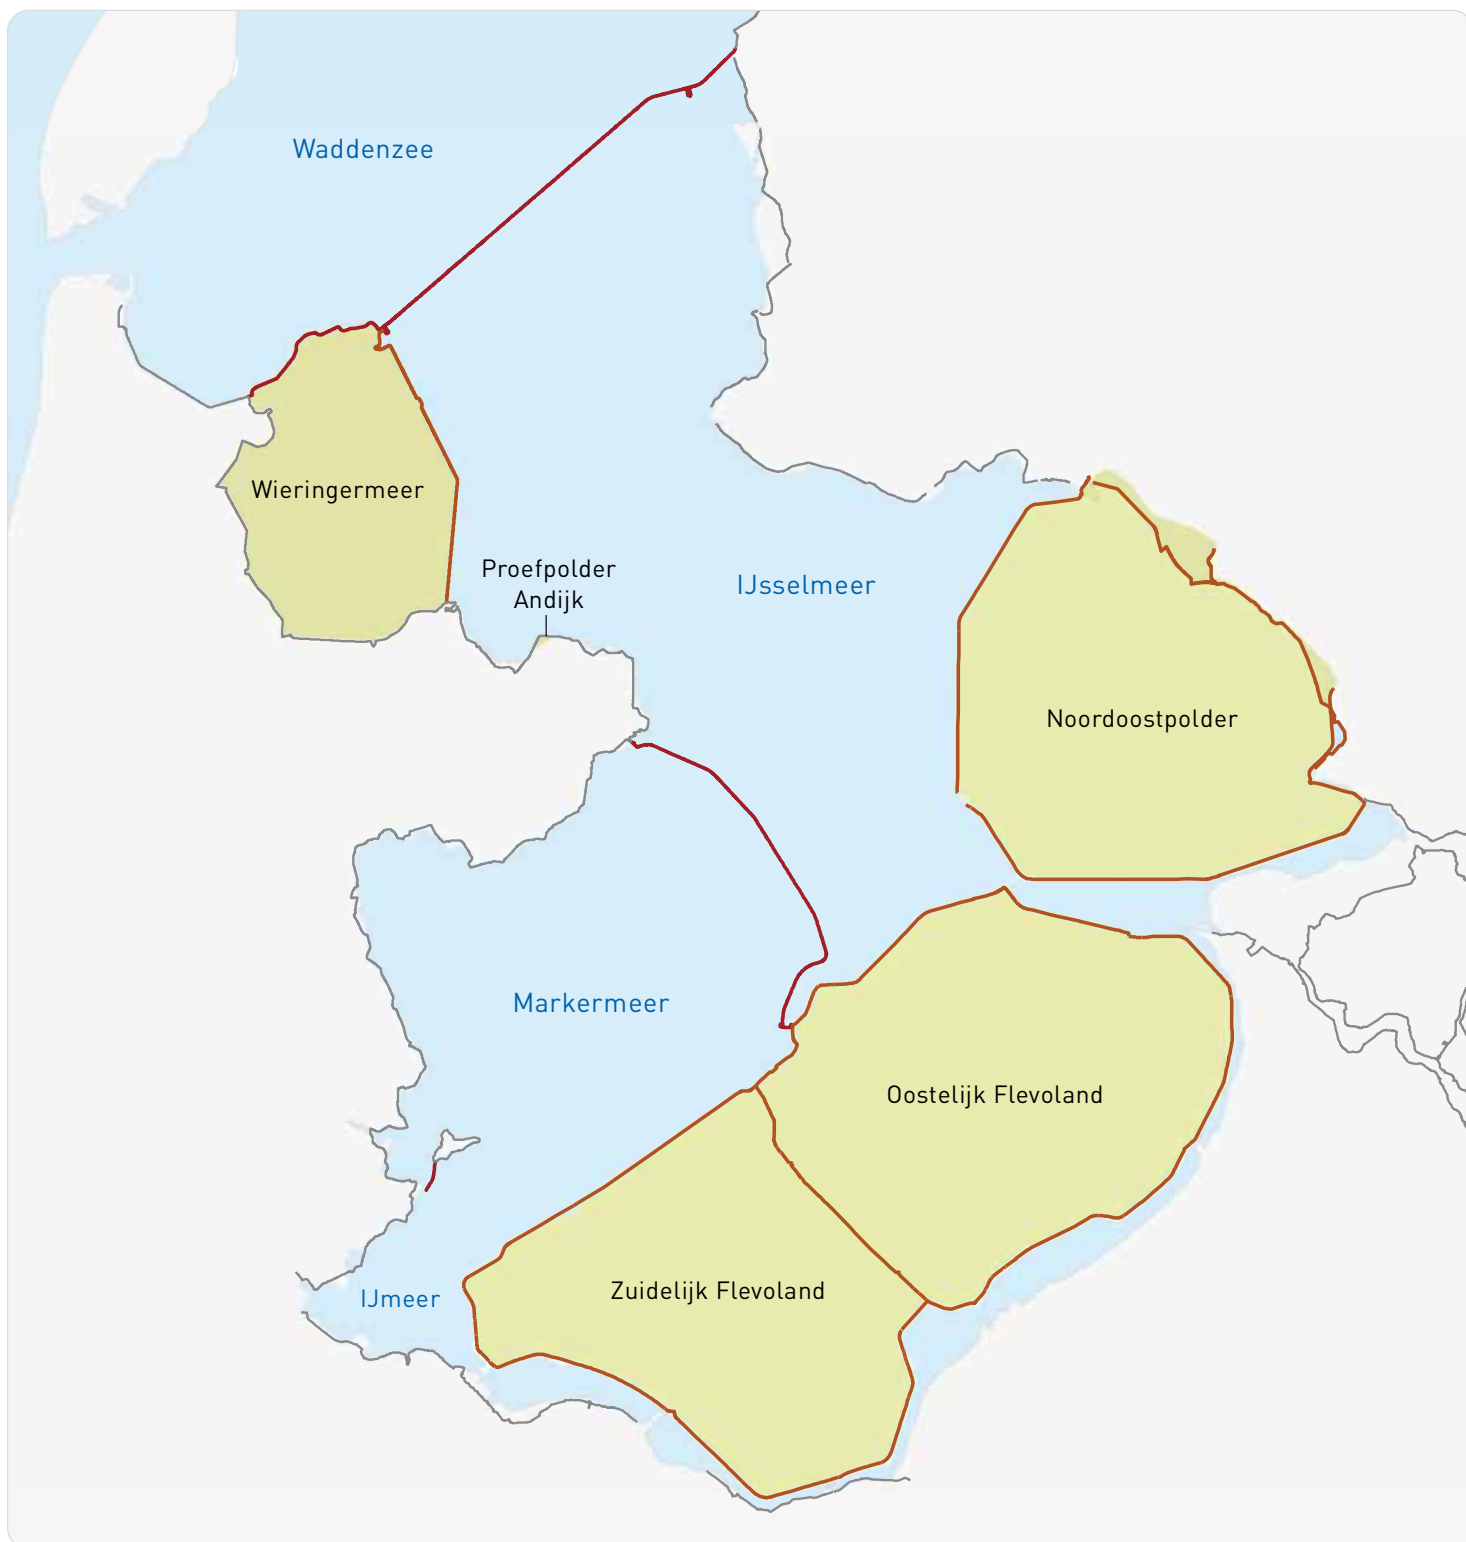 Waddenzee
Wieringermeer
Proefpolder
Andijk
IJsselmeer
Noordoostpolder
Markermeer
Oostelijk Flevoland
Zuidelijk Flevoland
IJmeer